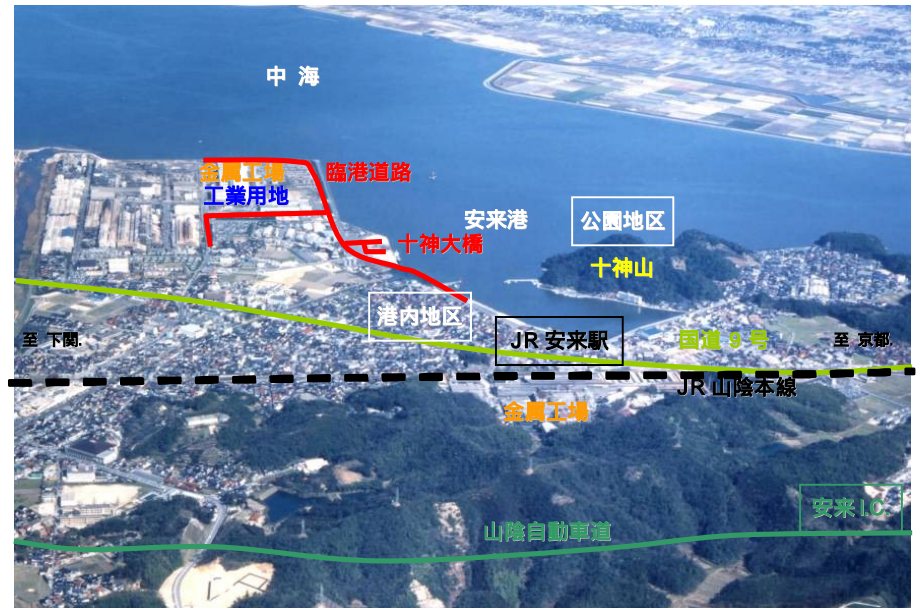 中 海
金属工場
臨港道路
工業用地
安来港
公園地区
十神大橋
十神山
港内地区
至 下関.
JR 安来駅
国道 9 号
至 京都.
JR 山陰本線
金属工場
安来 I.C.
山陰自動車道